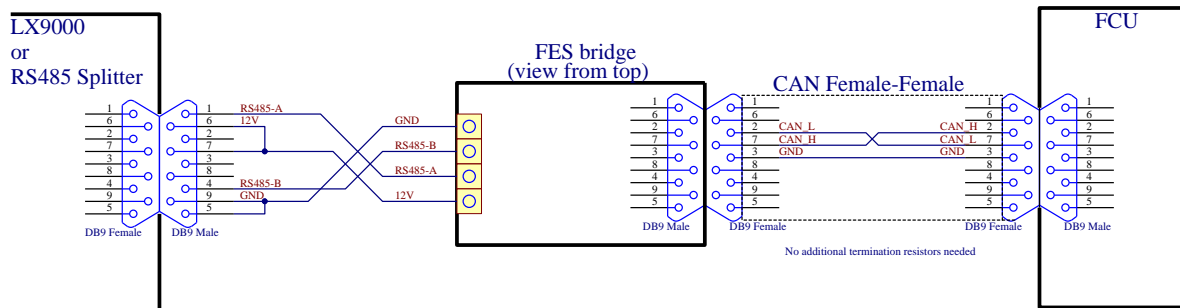 LX9000
or
RS485 Splitter
FES bridge
(view from top)
CAN Female-Female
FCU
1
6
2
7
3
8
4
9
5
DB9 Female
1
6
2
7
3
8
4
9
5
DB9 Male
RS485-A
12V
RS485-B
GND
GND
RS485-B
RS485-A
12V
1
6
2
7
3
8
4
9
5
DB9 Male
1
6
2
7
3
8
4
9
5
DB9 Female
CAN_L
CAN_H
GND
CAN_H
CAN_L
GND
1
6
2
7
3
8
4
9
5
DB9 Female
1
6
2
7
3
8
4
9
5
DB9 Male
No additional termination resistors needed